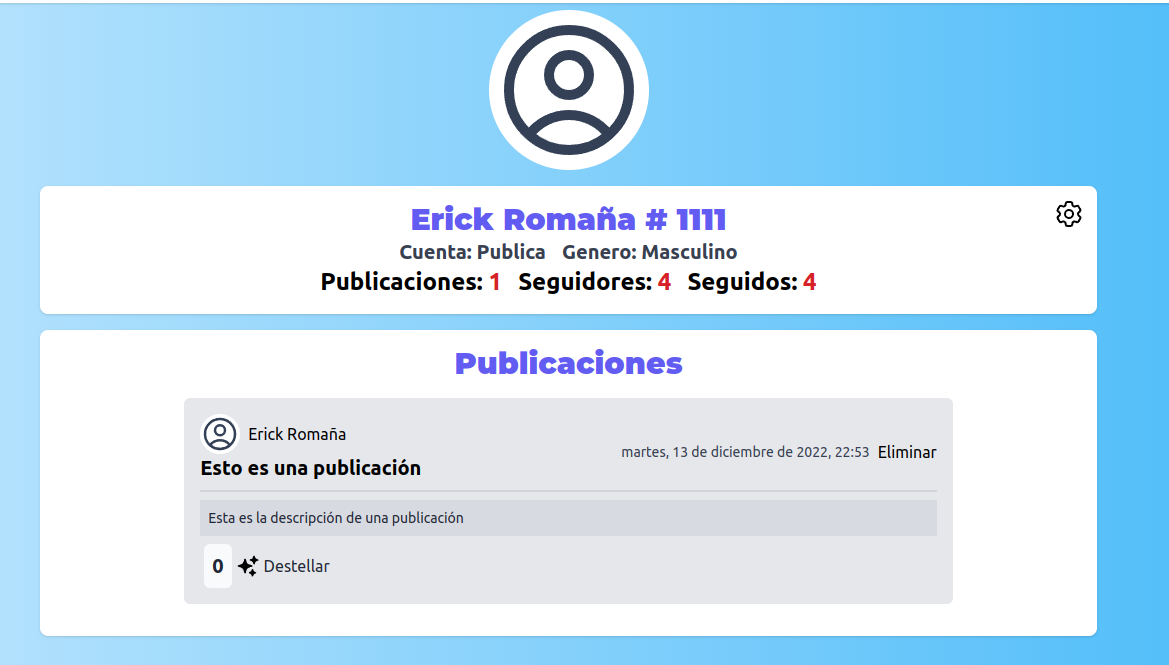 Erick Romaña # 1111
Cuenta: Publica Genero: Masculino
Publicaciones: 1 Seguidores: 4 Seguidos: 4
Publicaciones
Erick Romaña
Esto es una publicación
martes, 13 de diciembre de 2022, 22:53 Eliminar
Esta es la descripción de una publicación
0 Destellar